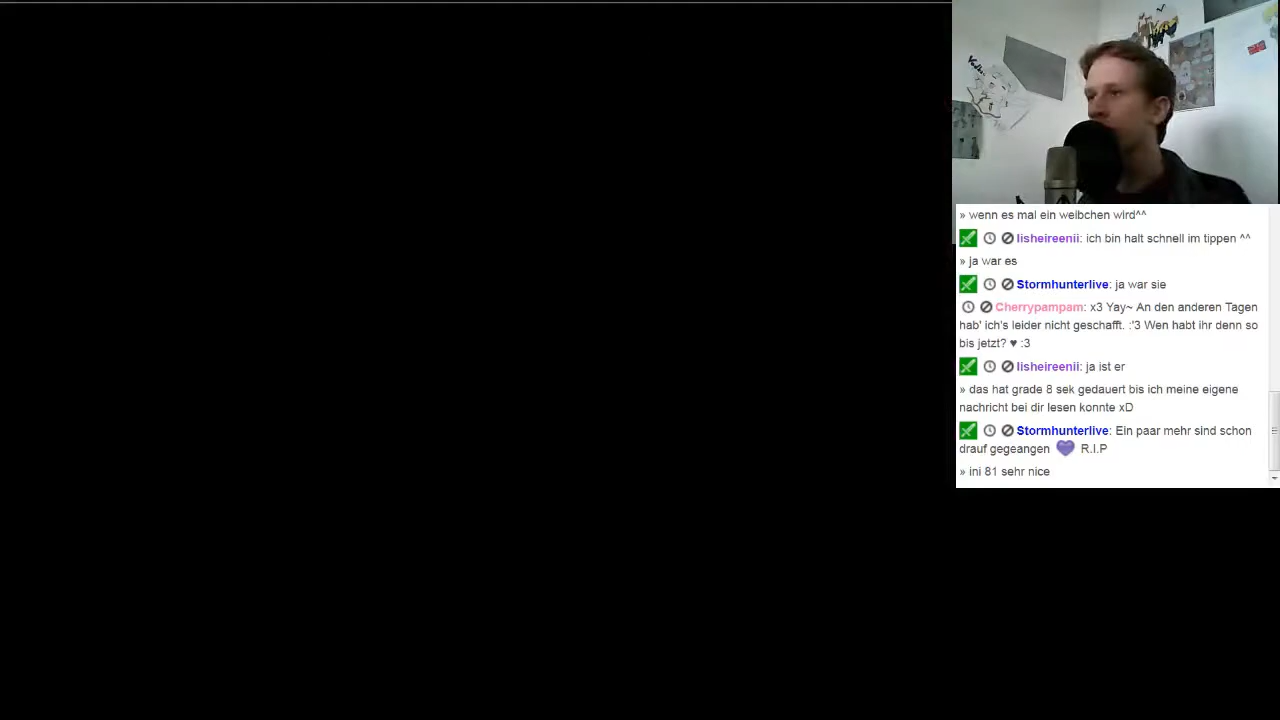 » wenn es mal ein weibchen wird^^
lisheireenii: ich bin halt schnell im tippen ^^
» ja war es
Stormhunterlive: ja war sie
Cherrypampam: x3 Yay~ An den anderen Tagen
hab' ich's leider nicht geschafft. :'3 Wen habt ihr denn so
bis jetzt? ♥ :3
lisheireenii: ja ist er
» das hat grade 8 sek gedauert bis ich meine eigene
nachricht bei dir lesen konnte xD
Stormhunterlive: Ein paar mehr sind schon
drauf gegeangen 💜 R.I.P
» ini 81 sehr nice